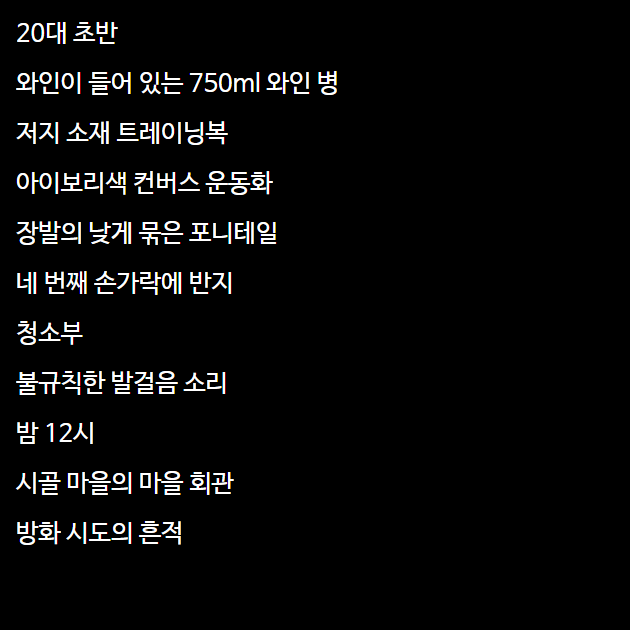 20대 초반
와인이 들어 있는 750ml 와인 병
저지 소재 트레이닝복
아이보리색 컨버스 운동화
장발의 낮게 묶은 포니테일
네 번째 손가락에 반지
청소부
불규칙한 발걸음 소리
밤 12시
시골 마을의 마을 회관
방화 시도의 흔적